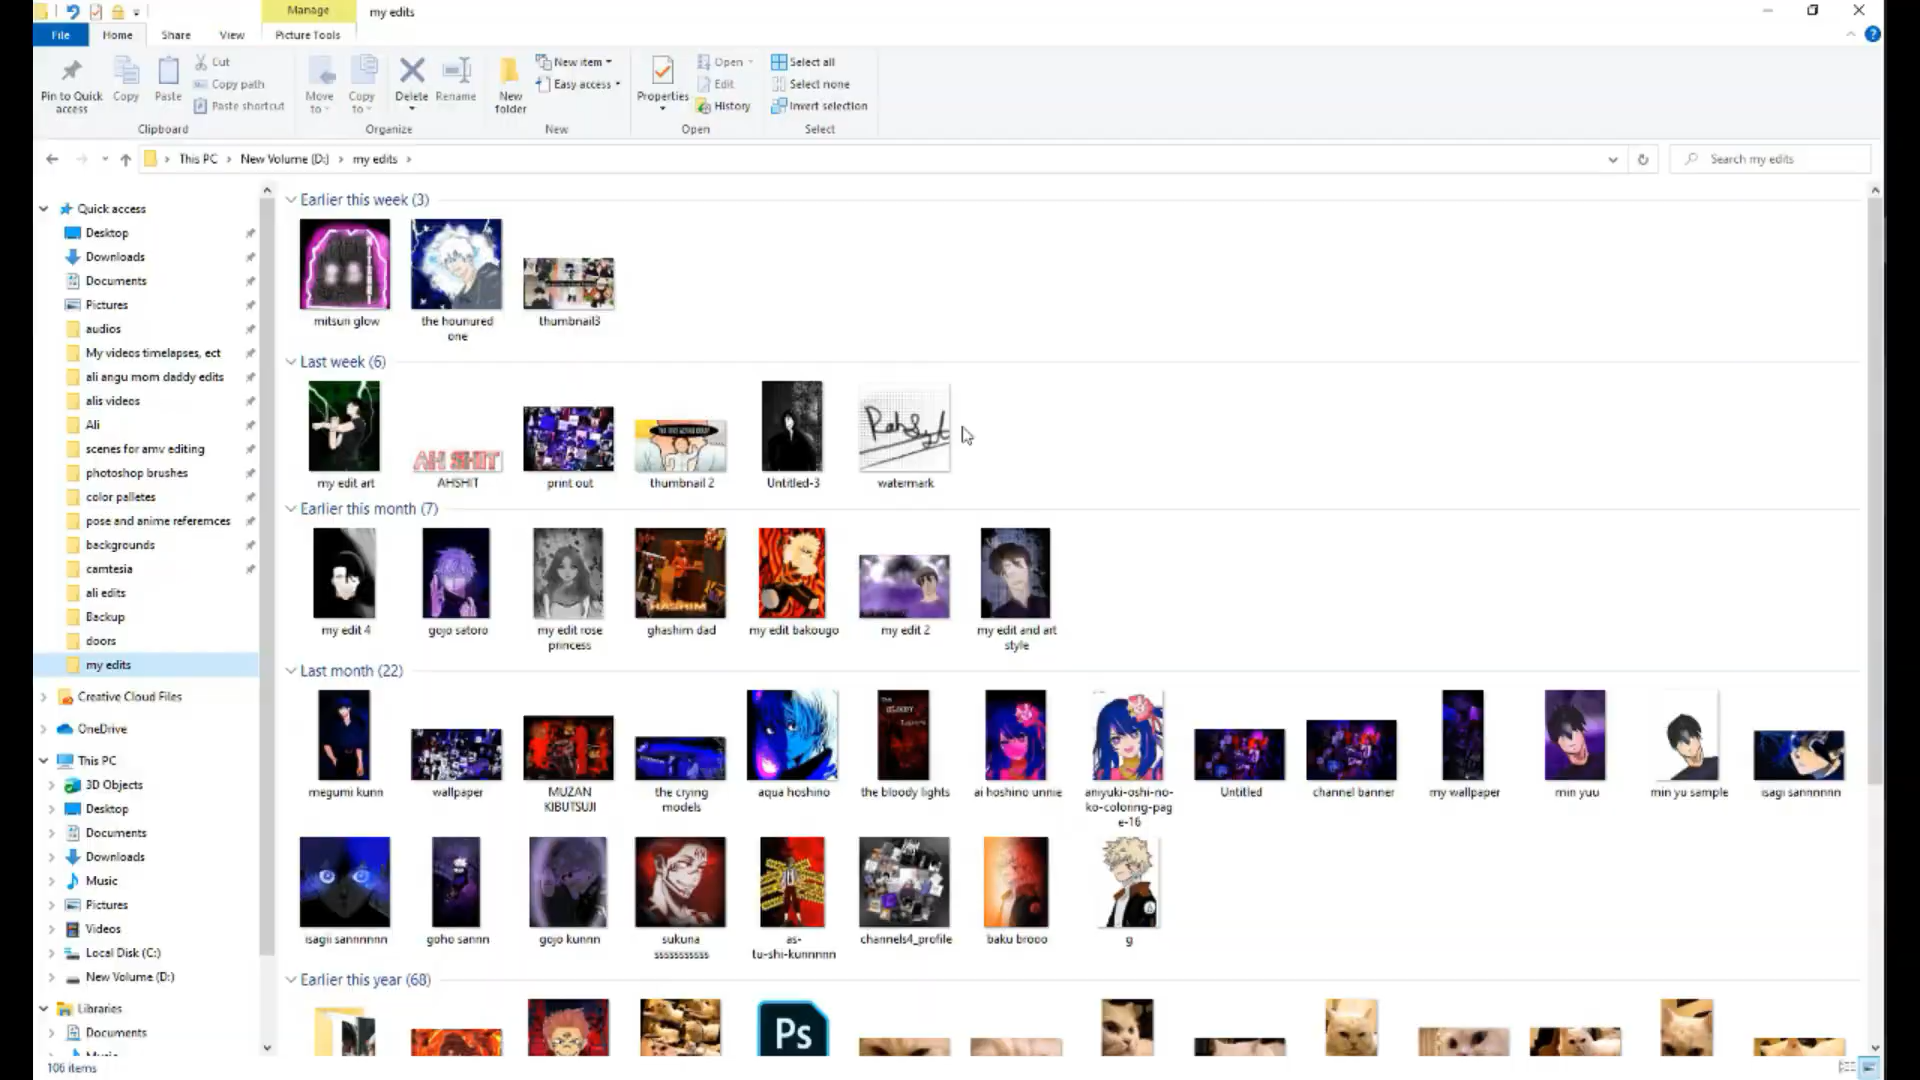 Manage
my edits
File
Home
Share
View
Picture Tools
Pin to Quick access
Copy
Paste
Cut
Copy path
Paste shortcut
Clipboard
Move to
Copy to
Delete
Rename
Organize
New folder
New item
Easy access
New
Properties
Open
Edit
History
Open
Select all
Select none
Invert selection
Select
This PC
New Volume (D:)
my edits
Search my edits
Quick access
Desktop
Downloads
Documents
Pictures
audios
My videos timelapses, ect
ali angu mom daddy edits
alis videos
Ali
scenes for amv editing
photoshop brushes
color palletes
pose and anime referemces
backgrounds
camtesia
ali edits
Backup
doors
my edits
Creative Cloud Files
OneDrive
This PC
3D Objects
Desktop
Documents
Downloads
Music
Pictures
Videos
Local Disk (C:)
New Volume (D:)
Libraries
Documents
Music
106 items
Earlier this week (3)
mitsuri glow
the hounured one
thumbnail3
Last week (6)
AH SHIT
my edit art
AHSHIT
print out
thumbnail 2
Untitled-3
watermark
Earlier this month (7)
HASHIM
my edit 4
gojo satoro
my edit rose princess
ghashim dad
my edit bakougo
my edit 2
my edit and art style
Last month (22)
megumi kunn
wallpaper
MUZAN KIBUTSUJI
the crying models
aqua hoshino
the bloody lights
ai hoshino unnie
aniyuki-oshi-no-ko-coloring-page-16
Untitled
channel banner
my wallpaper
min yuu
min yu sample
isagi sannnnnn
isagii sannnnnn
goho sannn
gojo kunnn
sukuna sssssssssss
as-tu-shi-kunnnnn
channels4_profile
baku brooo
g
Earlier this year (68)
Ps